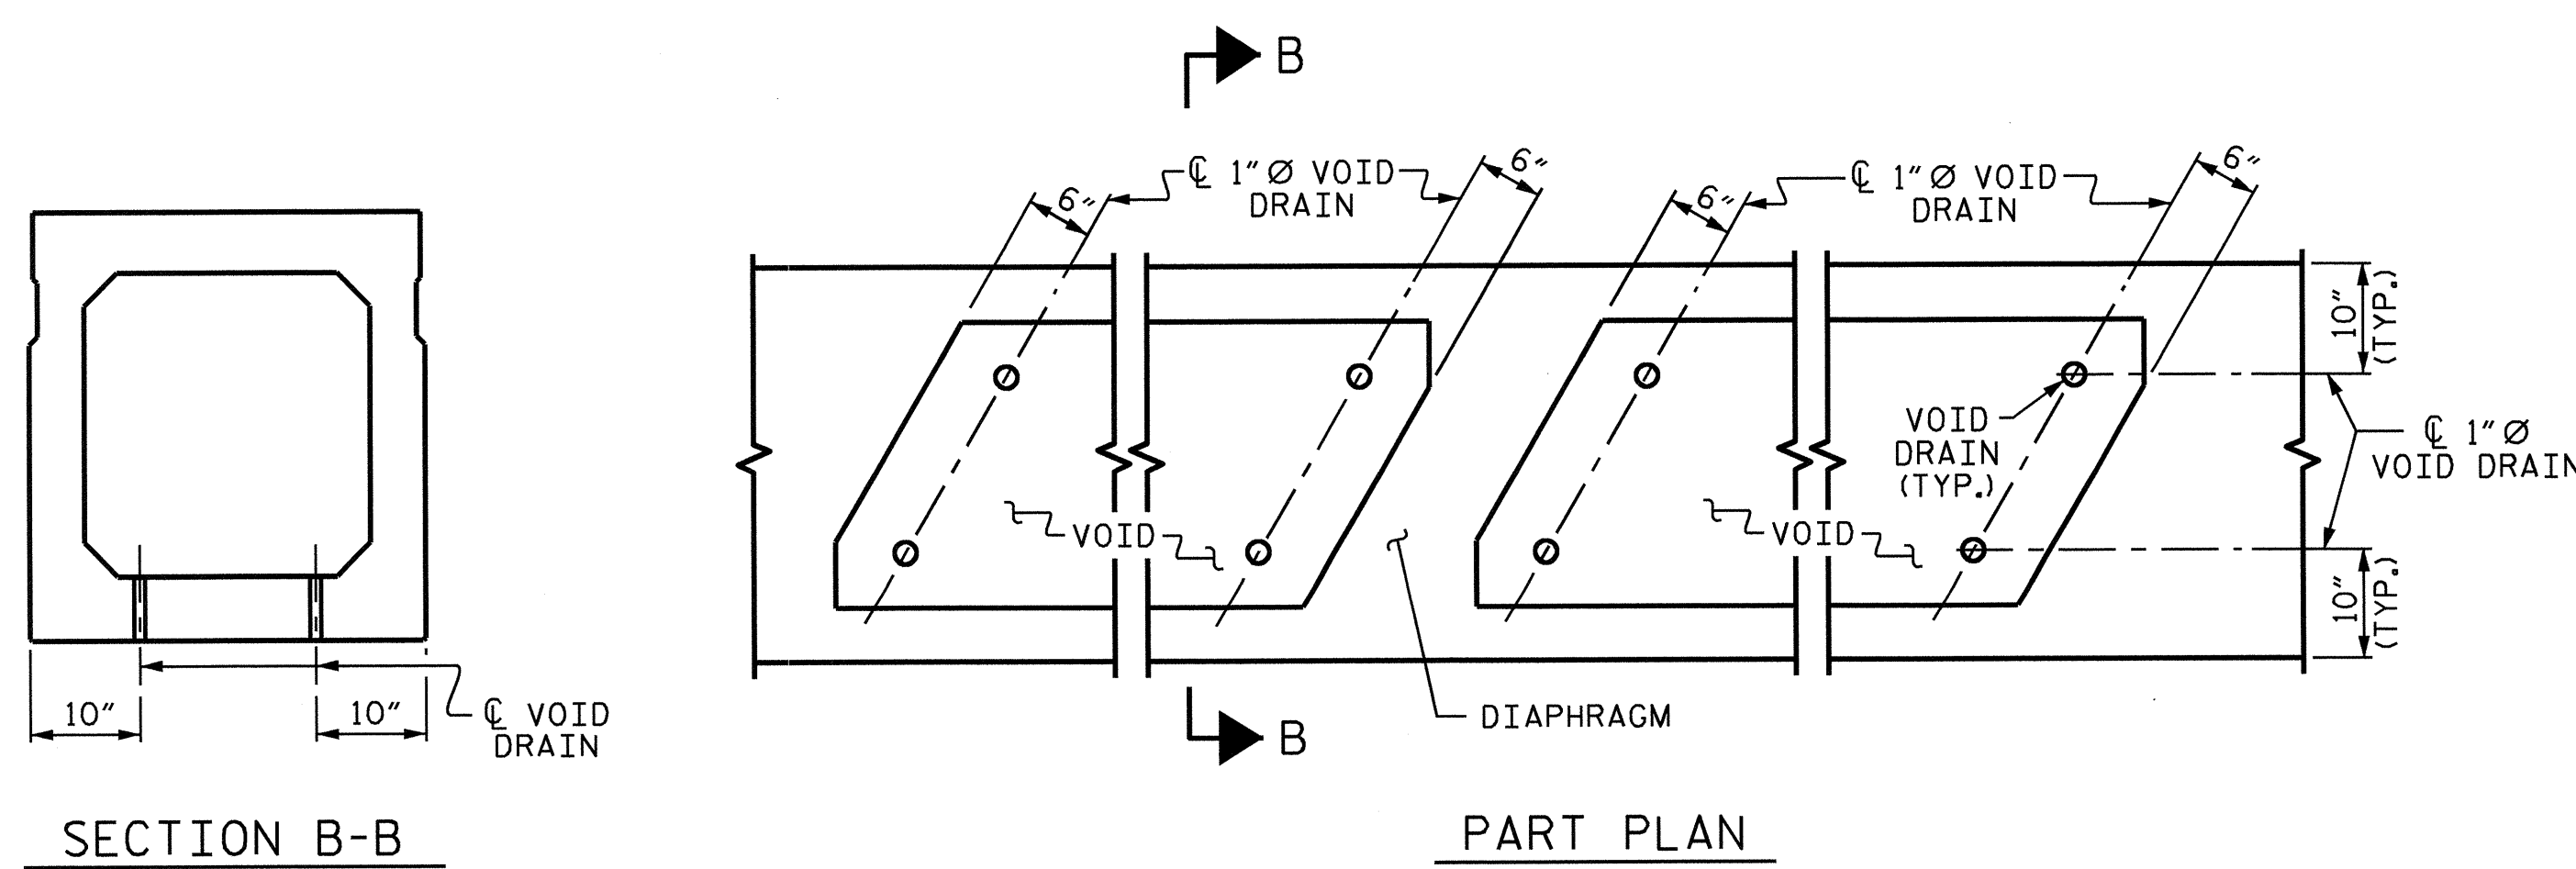 B
6″
℄ 1″Ø VOID
DRAIN
6″
6″
℄ 1″Ø VOID
DRAIN
6″
10″
(TYP.)
VOID
DRAIN
(TYP.)
℄ 1″Ø
VOID DRAIN
VOID
VOID
10″
(TYP.)
DIAPHRAGM
B
10″
10″
℄ VOID
DRAIN
SECTION B-B
PART PLAN